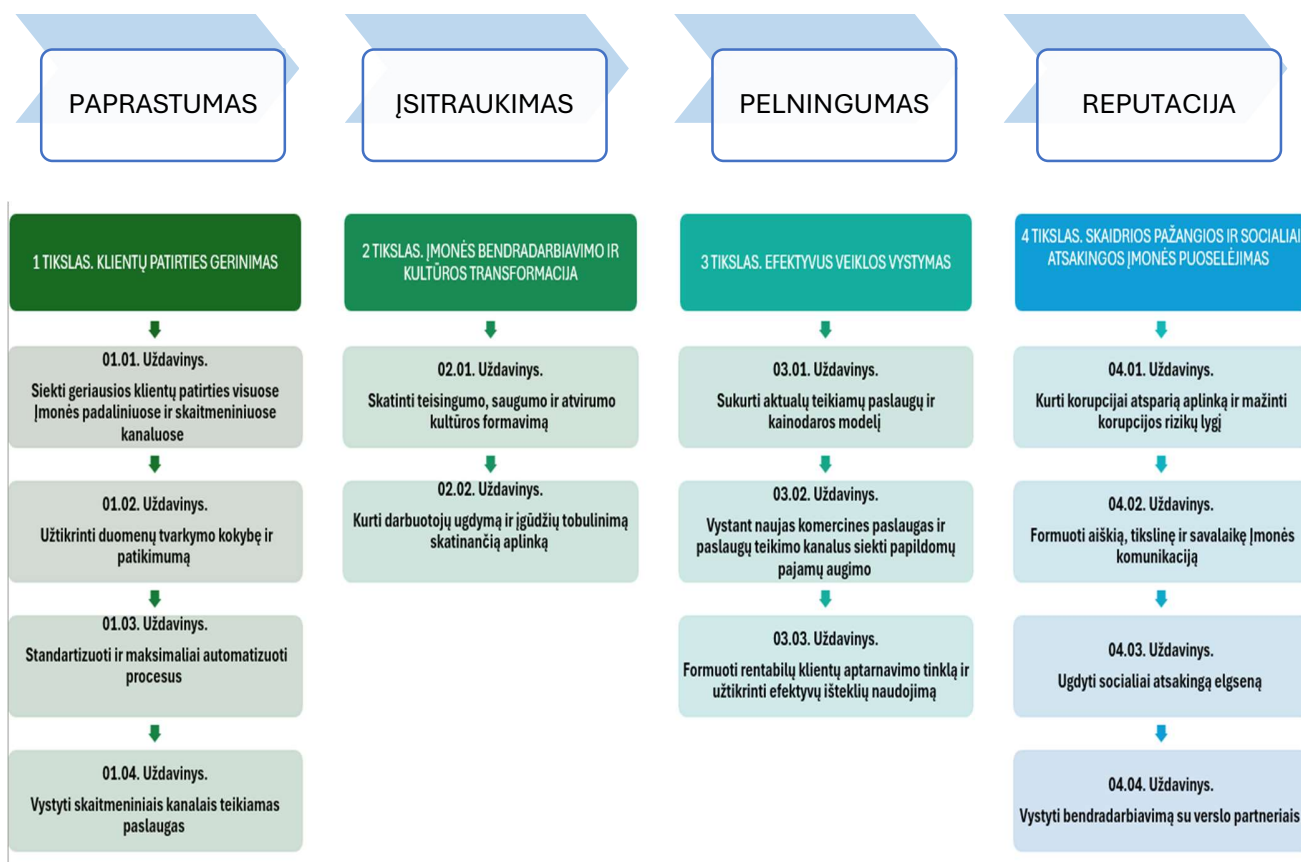 PAPRASTUMAS
ĮSITRAUKIMAS
PELNINGUMAS
REPUTACIJA
1 TIKSLAS. KLIENTŲ PATIRTIES GERINIMAS
01.01. Uždavinys.
Siekti geriausios klientų patirties visuose
Įmonės padaliniuose ir skaitmeniniuose
kanaluose
01.02. Uždavinys.
Užtikrinti duomenų tvarkymo kokybę ir
patikimumą
01.03. Uždavinys.
Standartizuoti ir maksimaliai automatizuoti
procesus
01.04. Uždavinys.
Vystyti skaitmeniniais kanalais teikiamas
paslaugas
2 TIKSLAS. ĮMONĖS BENDRADARBIAVIMO IR
KULTŪROS TRANSFORMACIJA
02.01. Uždavinys.
Skatinti teisingumo, saugumo ir atvirumo
kultūros formavimą
02.02. Uždavinys.
Kurti darbuotojų ugdymą ir įgūdžių tobulinimą
skatinančią aplinką
3 TIKSLAS. EFEKTYVUS VEIKLOS VYSTYMAS
03.01. Uždavinys.
Sukurti aktualų teikiamų paslaugų ir
kainodaros modelį
03.02. Uždavinys.
Vystant naujas komercines paslaugas ir
paslaugų teikimo kanalus siekti papildomų
pajamų augimo
03.03. Uždavinys.
Formuoti rentabilų klientų aptarnavimo tinklą ir
užtikrinti efektyvų išteklių naudojimą
4 TIKSLAS. SKAIDRIOS PAŽANGIOS IR SOCIALIAI
ATSAKINGOS ĮMONĖS PUOSELĖJIMAS
04.01. Uždavinys.
Kurti korupcijai atsparią aplinką ir mažinti
korupcijos rizikų lygį
04.02. Uždavinys.
Formuoti aiškią, tikslinę ir savalaikę Įmonės
komunikaciją
04.03. Uždavinys.
Ugdyti socialiai atsakingą elgseną
04.04. Uždavinys.
Vystyti bendradarbiavimą su verslo partneriais